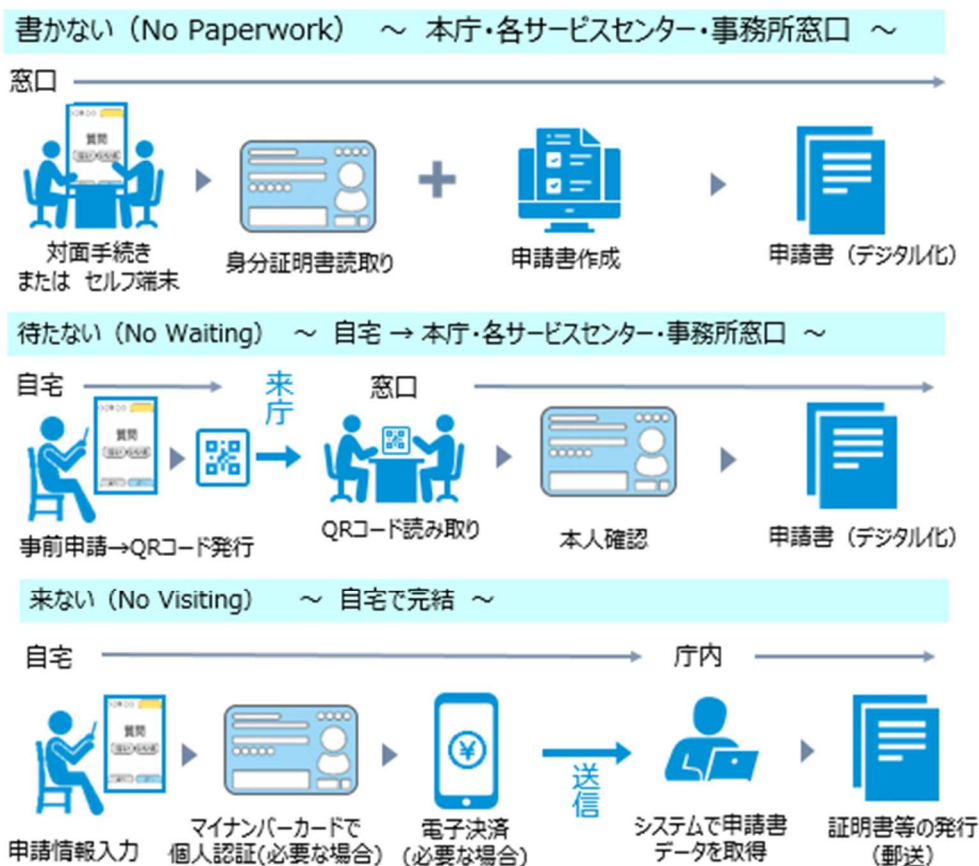 書かない（No Paperwork） ～ 本庁・各サービスセンター・事務所窓口 ～
窓口
質問
対面手続き
または セルフ端末
身分証明書読取り
申請書作成
申請書（デジタル化）
待たない（No Waiting） ～ 自宅 → 本庁・各サービスセンター・事務所窓口 ～
自宅
来庁
窓口
質問
事前申請→QRコード発行
QRコード読み取り
本人確認
申請書（デジタル化）
来ない（No Visiting） ～ 自宅で完結 ～
自宅
庁内
質問
送信
申請情報入力
マイナンバーカードで
個人認証(必要な場合)
電子決済
(必要な場合)
システムで申請書
データを取得
証明書等の発行
(郵送)